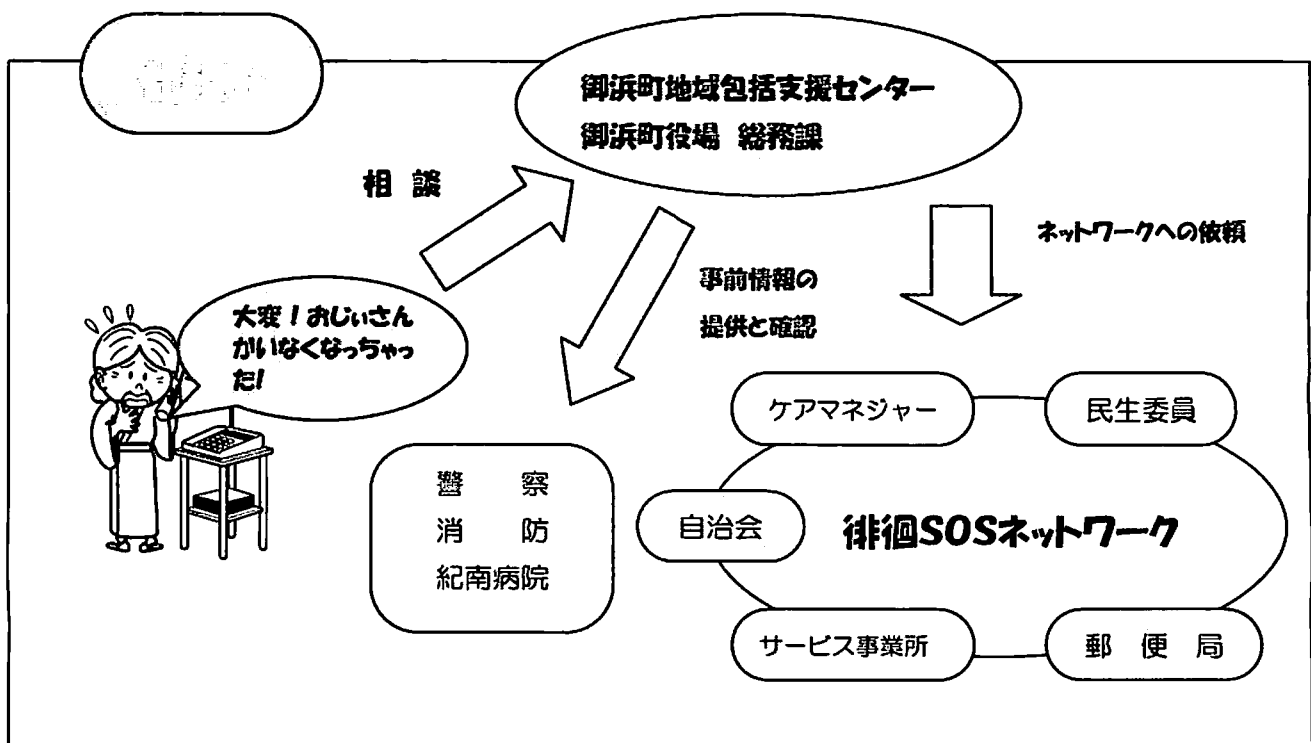 御浜町地域包括支援センター
御浜町役場 総務課
相 談
ネットワークへの依頼
事前情報の
提供と確認
大変！おじぃさん
がいなくなっちゃっ
た！
ケアマネジャー
民生委員
警 察
消 防
紀南病院
自治会
徘徊SOSネットワーク
サービス事業所
郵 便 局